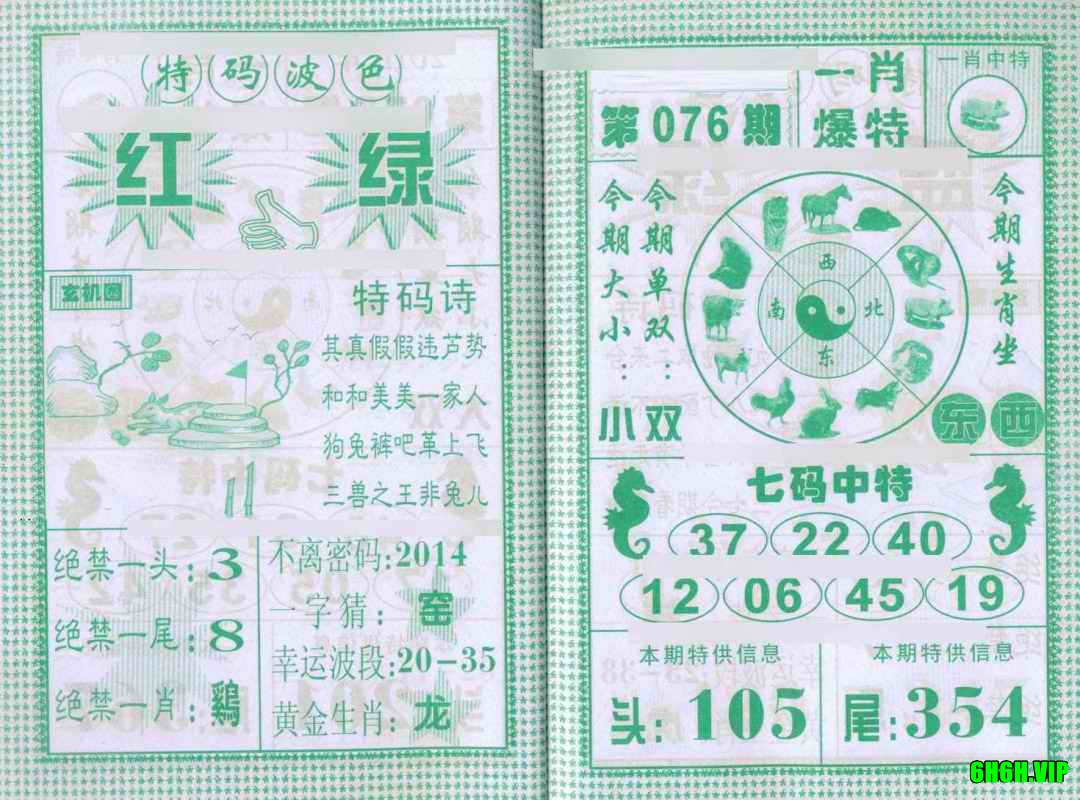 特码波色
红 绿
玄机图
特码诗
其真假假违芦势
和和美美一家人
狗兔裤吧革上飞
三兽之王非兔儿
11
绝禁一头:3
绝禁一尾:8
绝禁一肖:鷄
不离密码:2014
一字猜:窑
幸运波段:20-35
黄金生肖:龙
第076期
一肖
爆特
一肖中特
今期大小:小
今期单双:双
西
南 北
东
今期生肖坐
东西
七码中特
37 22 40
12 06 45 19
本期特供信息
头:105
本期特供信息
尾:354
6H6H.VIP